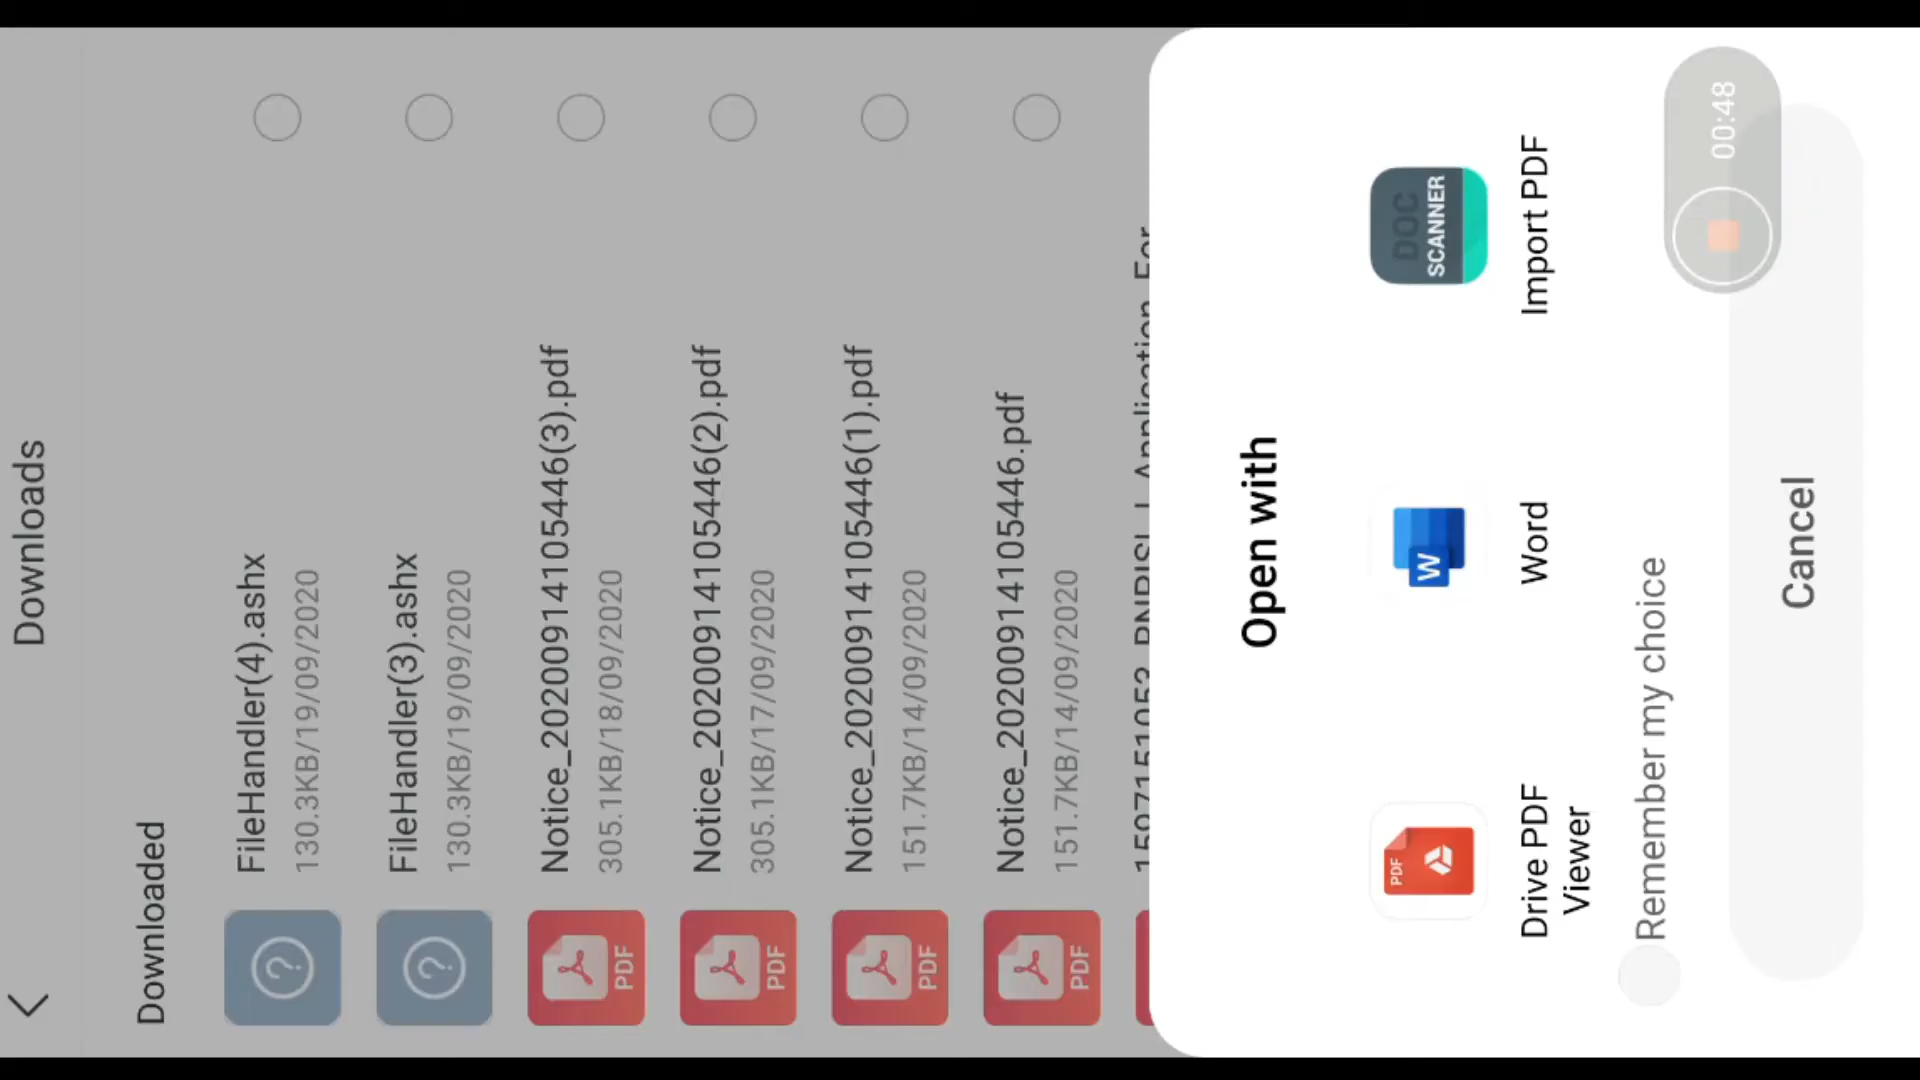 Downloads
Downloaded
FileHandler(4).ashx
130.3KB/19/09/2020
FileHandler(3).ashx
130.3KB/19/09/2020
Notice_20200914105446(3).pdf
305.1KB/18/09/2020
PDF
Notice_20200914105446(2).pdf
305.1KB/17/09/2020
PDF
Notice_20200914105446(1).pdf
151.7KB/14/09/2020
PDF
Notice_20200914105446.pdf
151.7KB/14/09/2020
PDF
Open with
PDF
Drive PDF
Viewer
W
Word
DOC
SCANNER
Import PDF
Remember my choice
00:48
Cancel